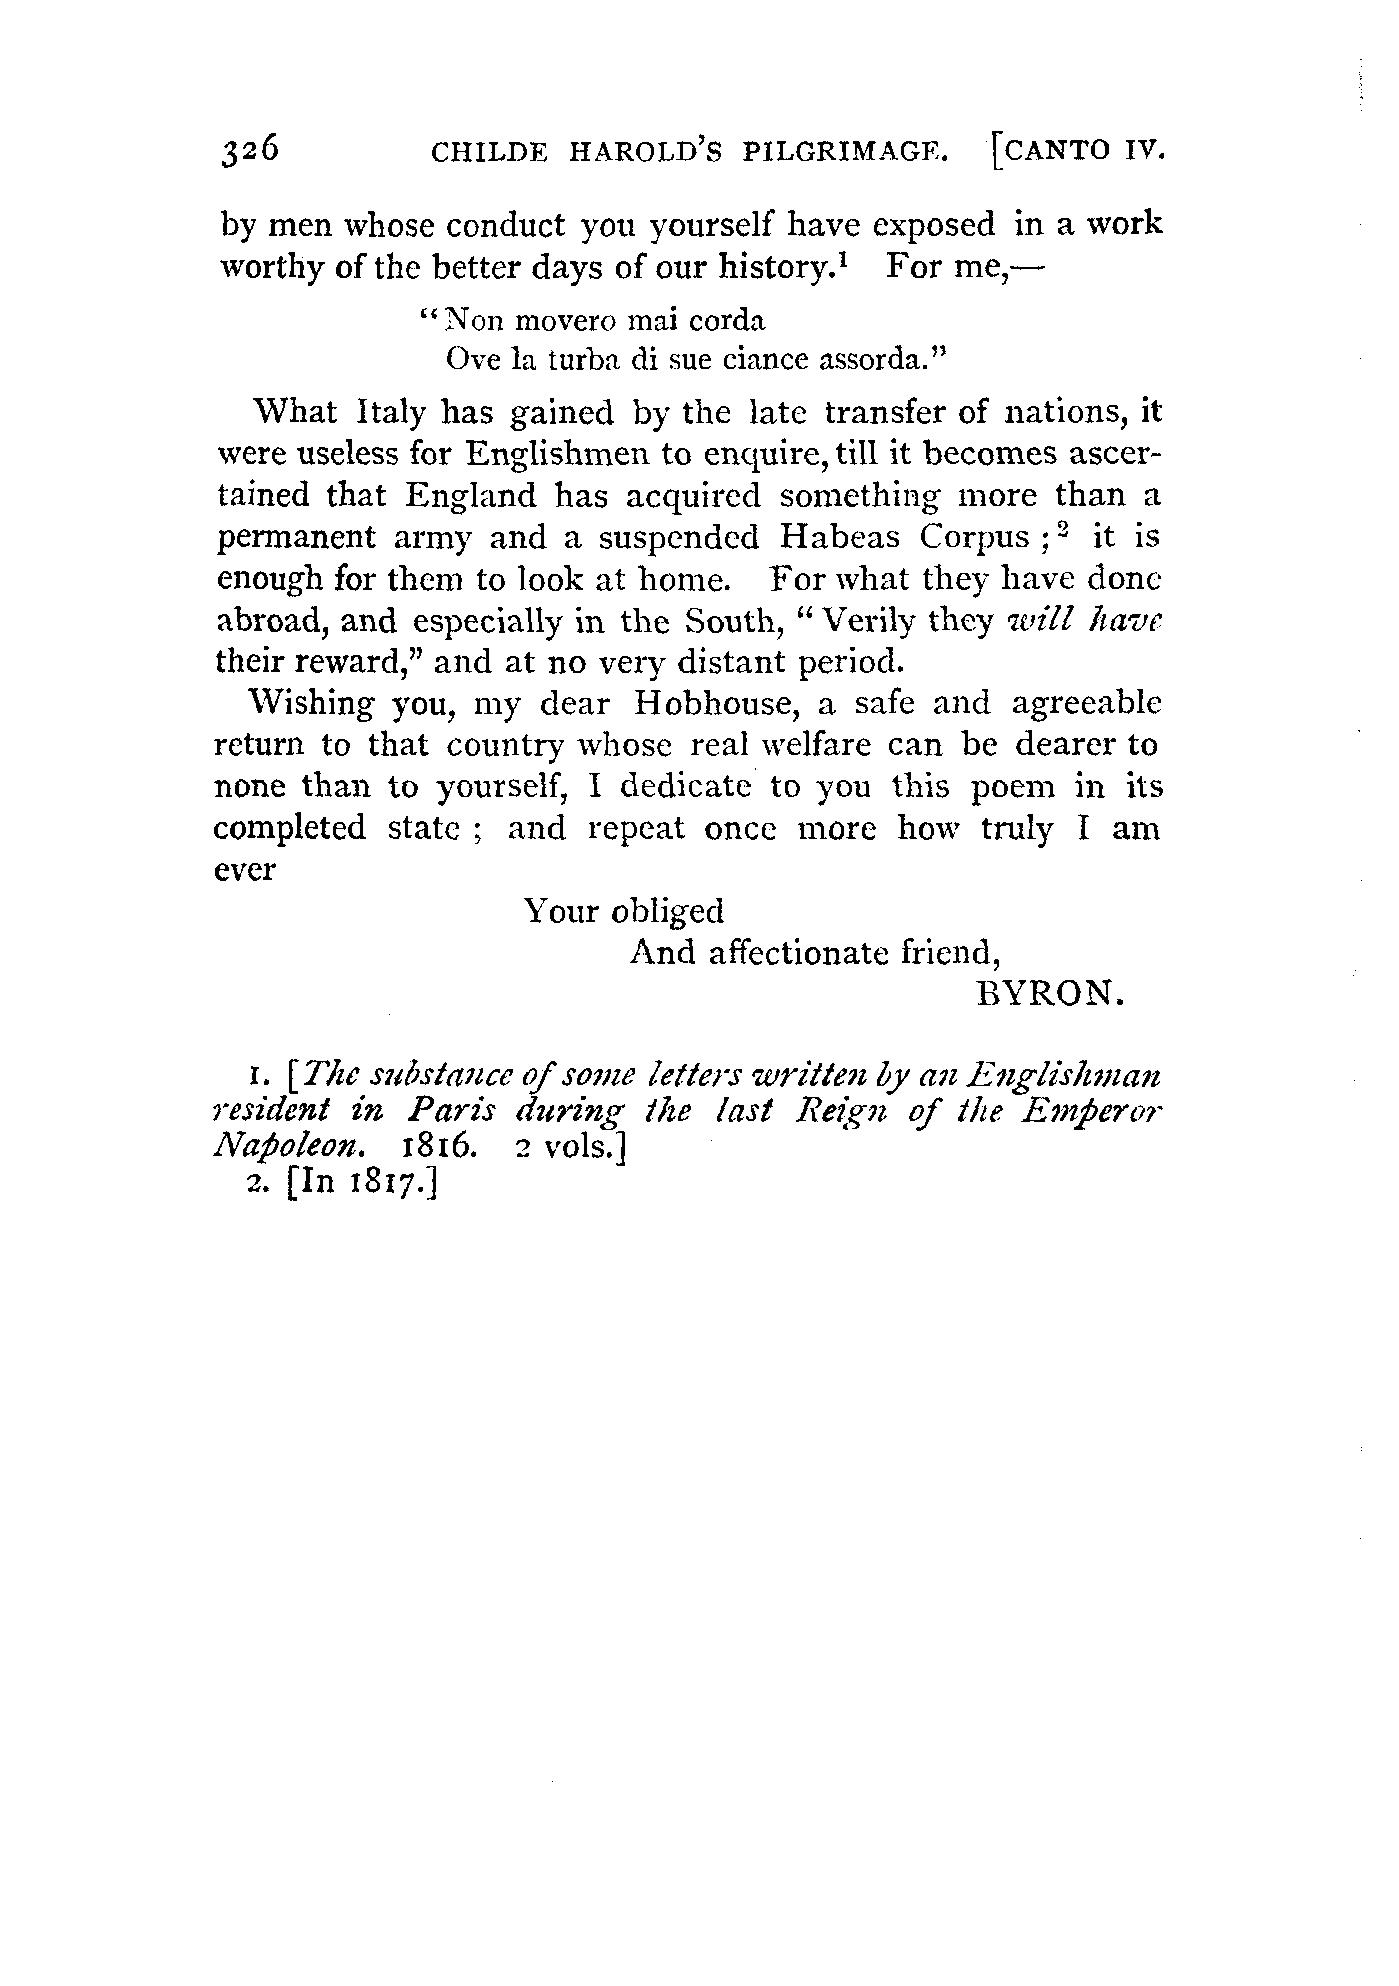 326 CHILDE HAROLD'S PILGRIMAGE. [CANTO IV.
by men whose conduct you yourself have exposed in a work
worthy of the better days of our history.¹ For me,—
“Non movero mai corda
Ove la turba di sue ciance assorda.”
What Italy has gained by the late transfer of nations, it
were useless for Englishmen to enquire, till it becomes ascer-
tained that England has acquired something more than a
permanent army and a suspended Habeas Corpus ;² it is
enough for them to look at home. For what they have done
abroad, and especially in the South, “Verily they will have
their reward,” and at no very distant period.
Wishing you, my dear Hobhouse, a safe and agreeable
return to that country whose real welfare can be dearer to
none than to yourself, I dedicate to you this poem in its
completed state ; and repeat once more how truly I am
ever
Your obliged
And affectionate friend,
BYRON.
1. [The substance of some letters written by an Englishman
resident in Paris during the last Reign of the Emperor
Napoleon. 1816. 2 vols.]
2. [In 1817.]